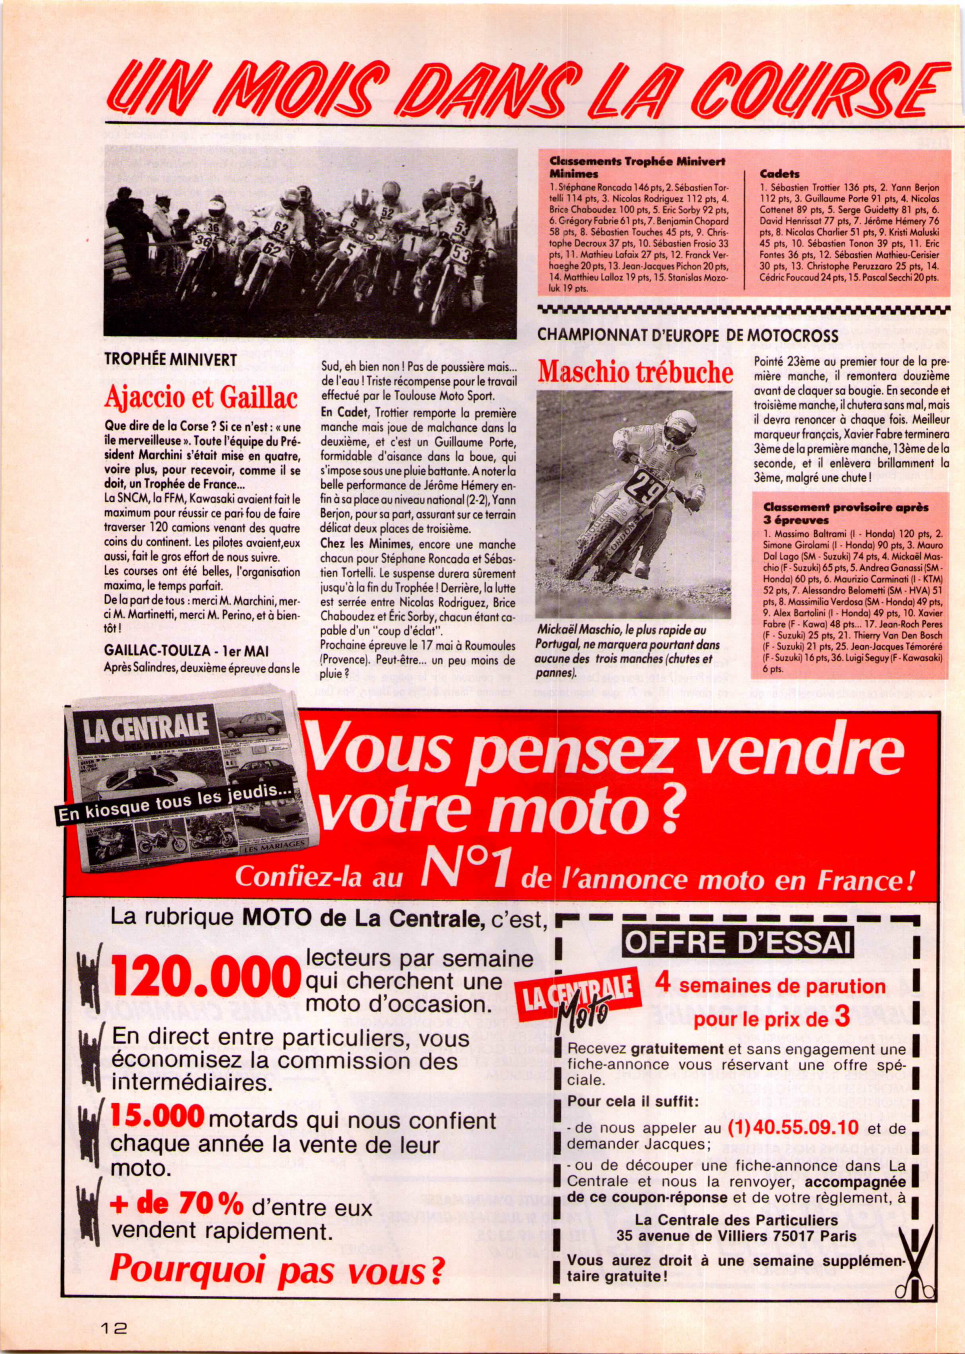 UN MOIS DANS LA COURSE
TROPHÉE MINIVERT
Ajaccio et Gaillac
Que dire de la Corse ? Si ce n'est : « une
île merveilleuse ». Toute l'équipe du Pré-
sident Marchini s'était mise en quatre,
voire plus, pour recevoir, comme il se
doit, un Trophée de France...
La SNCM, la FFM, Kawasaki avaient fait le
maximum pour réussir ce pari fou de faire
traverser 120 camions venant des quatre
coins du continent. Les pilotes avaient,eux
aussi, fait le gros effort de nous suivre.
Les courses ont été belles, l'organisation
maxima, le temps parfait.
De la part de tous : merci M. Marchini, mer-
ci M. Martinetti, merci M. Perino, et à bien-
tôt !
GAILLAC-TOULZA - 1er MAI
Après Salindres, deuxième épreuve dans le
Sud, eh bien non ! Pas de poussière mais...
de l'eau ! Triste récompense pour le travail
effectué par le Toulouse Moto Sport.
En Cadet, Trottier remporte la première
manche mais joue de malchance dans la
deuxième, et c'est un Guillaume Porte,
formidable d'aisance dans la boue, qui
s'impose sous une pluie battante. A noter la
belle performance de Jérôme Hémery en-
fin à sa place au niveau national (2-2), Yann
Berjon, pour sa part, assurant sur ce terrain
délicat deux places de troisième.
Chez les Minimes, encore une manche
chacun pour Stéphane Roncada et Sébas-
tien Tortelli. Le suspense durera sûrement
jusqu'à la fin du Trophée ! Derrière, la lutte
est serrée entre Nicolas Rodriguez, Brice
Chaboudez et Éric Sorby, chacun étant ca-
pable d'un "coup d'éclat".
Prochaine épreuve le 17 mai à Roumoules
(Provence). Peut-être... un peu moins de
pluie ?
Classements Trophée Minivert
Minimes
1. Stéphane Roncada 146 pts, 2. Sébastien Tor-
telli 114 pts, 3. Nicolas Rodriguez 112 pts, 4.
Brice Chaboudez 100 pts, 5. Eric Sorby 92 pts,
6. Grégory Fabrie 61 pts, 7. Benjamin Chopard
58 pts, 8. Sébastien Touches 45 pts, 9. Chris-
tophe Decroux 37 pts, 10. Sébastien Frosio 33
pts, 11. Mathieu Lafaix 27 pts, 12. Franck Ver-
haeghe 20 pts, 13. Jean-Jacques Pichon 20 pts,
14. Matthieu Lalloz 19 pts, 15. Stanislas Mozo-
luk 19 pts.
Cadets
1. Sébastien Trottier 136 pts, 2. Yann Berjon
112 pts, 3. Guillaume Porte 91 pts, 4. Nicolas
Cottenet 89 pts, 5. Serge Guidetty 81 pts, 6.
David Henrissat 77 pts, 7. Jérôme Hémery 76
pts, 8. Nicolas Charlier 51 pts, 9. Kristi Maluski
45 pts, 10. Sébastien Tonon 39 pts, 11. Eric
Fontes 36 pts, 12. Sébastien Mathieu-Cerisier
30 pts, 13. Christophe Peruzzaro 25 pts, 14.
Cédric Foucaud 24 pts, 15. Pascal Secchi 20 pts.
CHAMPIONNAT D'EUROPE DE MOTOCROSS
Maschio trébuche
29
Mickaël Maschio, le plus rapide au
Portugal, ne marquera pourtant dans
aucune des trois manches (chutes et
pannes).
Pointé 23ème au premier tour de la pre-
mière manche, il remontera douzième
avant de claquer sa bougie. En seconde et
troisième manche, il chutera sans mal, mais
il devra renoncer à chaque fois. Meilleur
marqueur français, Xavier Fabre terminera
3ème de la première manche, 13ème de la
seconde, et il enlèvera brillamment la
3ème, malgré une chute !
Classement provisoire après
3 épreuves
1. Massimo Baltrami (I - Honda) 120 pts, 2.
Simone Girolami (I - Honda) 90 pts, 3. Mauro
Dal Lago (SM - Suzuki) 74 pts, 4. Mickaël Mas-
chio (F - Suzuki) 65 pts, 5. Andrea Ganassi (SM -
Honda) 60 pts, 6. Maurizio Carminati (I - KTM)
52 pts, 7. Alessandro Belometti (SM - HVA) 51
pts, 8. Massimilia Verdosa (SM - Honda) 49 pts,
9. Alex Bartolini (I - Honda) 49 pts, 10. Xavier
Fabre (F - Kawa) 48 pts... 17. Jean-Roch Peres
(F - Suzuki) 25 pts, 21. Thierry Van Den Bosch
(F - Suzuki) 21 pts, 25. Jean-Jacques Témoréré
(F - Suzuki) 16 pts, 36. Luigi Seguy (F - Kawasaki)
6 pts.
LA CENTRALE
DES PARTICULIERS
En kiosque tous les jeudis...
LES MARIAGES
Vous pensez vendre
votre moto ?
Confiez-la au N°1 de l'annonce moto en France !
La rubrique MOTO de La Centrale, c'est,
120.000 lecteurs par semaine
qui cherchent une
moto d'occasion.
En direct entre particuliers, vous
économisez la commission des
intermédiaires.
15.000 motards qui nous confient
chaque année la vente de leur
moto.
+ de 70% d'entre eux
vendent rapidement.
Pourquoi pas vous ?
OFFRE D'ESSAI
LA CENTRALE
Moto
4 semaines de parution
pour le prix de 3
Recevez gratuitement et sans engagement une
fiche-annonce vous réservant une offre spé-
ciale.
Pour cela il suffit:
- de nous appeler au (1)40.55.09.10 et de
demander Jacques;
- ou de découper une fiche-annonce dans La
Centrale et nous la renvoyer, accompagnée
de ce coupon-réponse et de votre règlement, à
La Centrale des Particuliers
35 avenue de Villiers 75017 Paris
Vous aurez droit à une semaine supplémen-
taire gratuite !
12